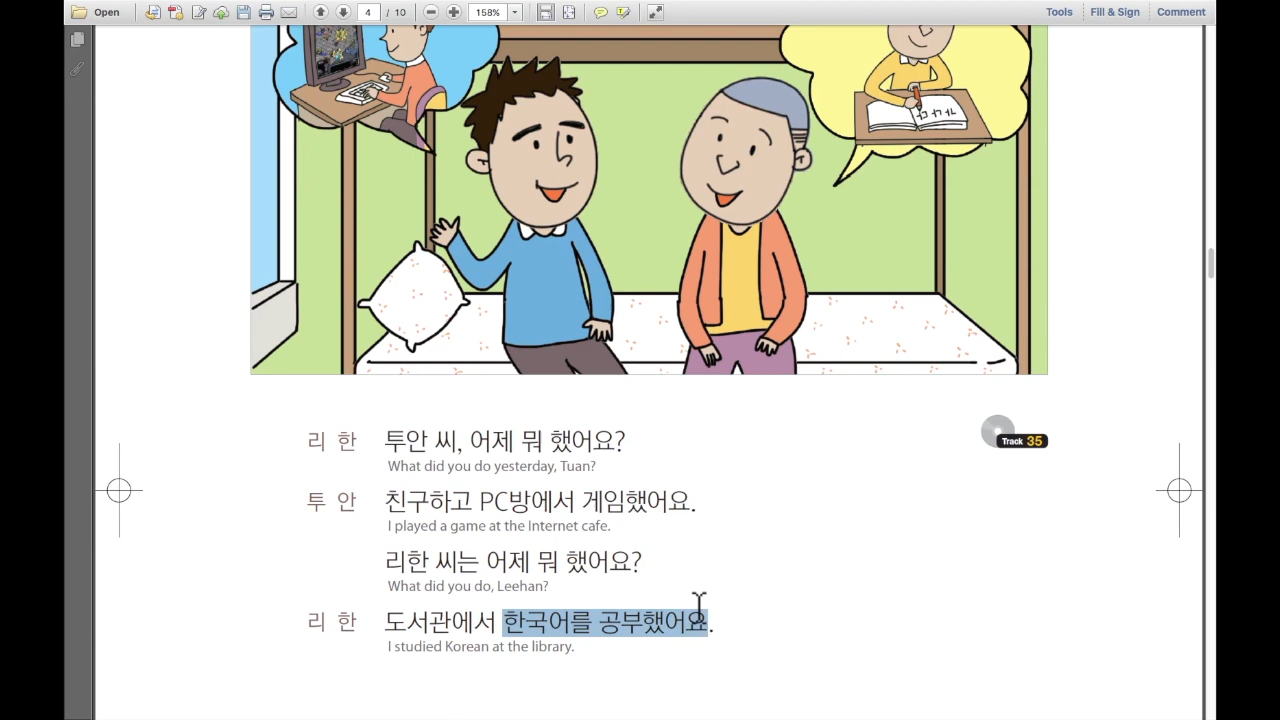 Open
4 / 10
158%
Tools
Fill & Sign
Comment
리 한 투안 씨, 어제 뭐 했어요?
What did you do yesterday, Tuan?
Track 35
투 안 친구하고 PC방에서 게임했어요.
I played a game at the Internet cafe.
리한 씨는 어제 뭐 했어요?
What did you do, Leehan?
리 한 도서관에서 한국어를 공부했어요.
I studied Korean at the library.